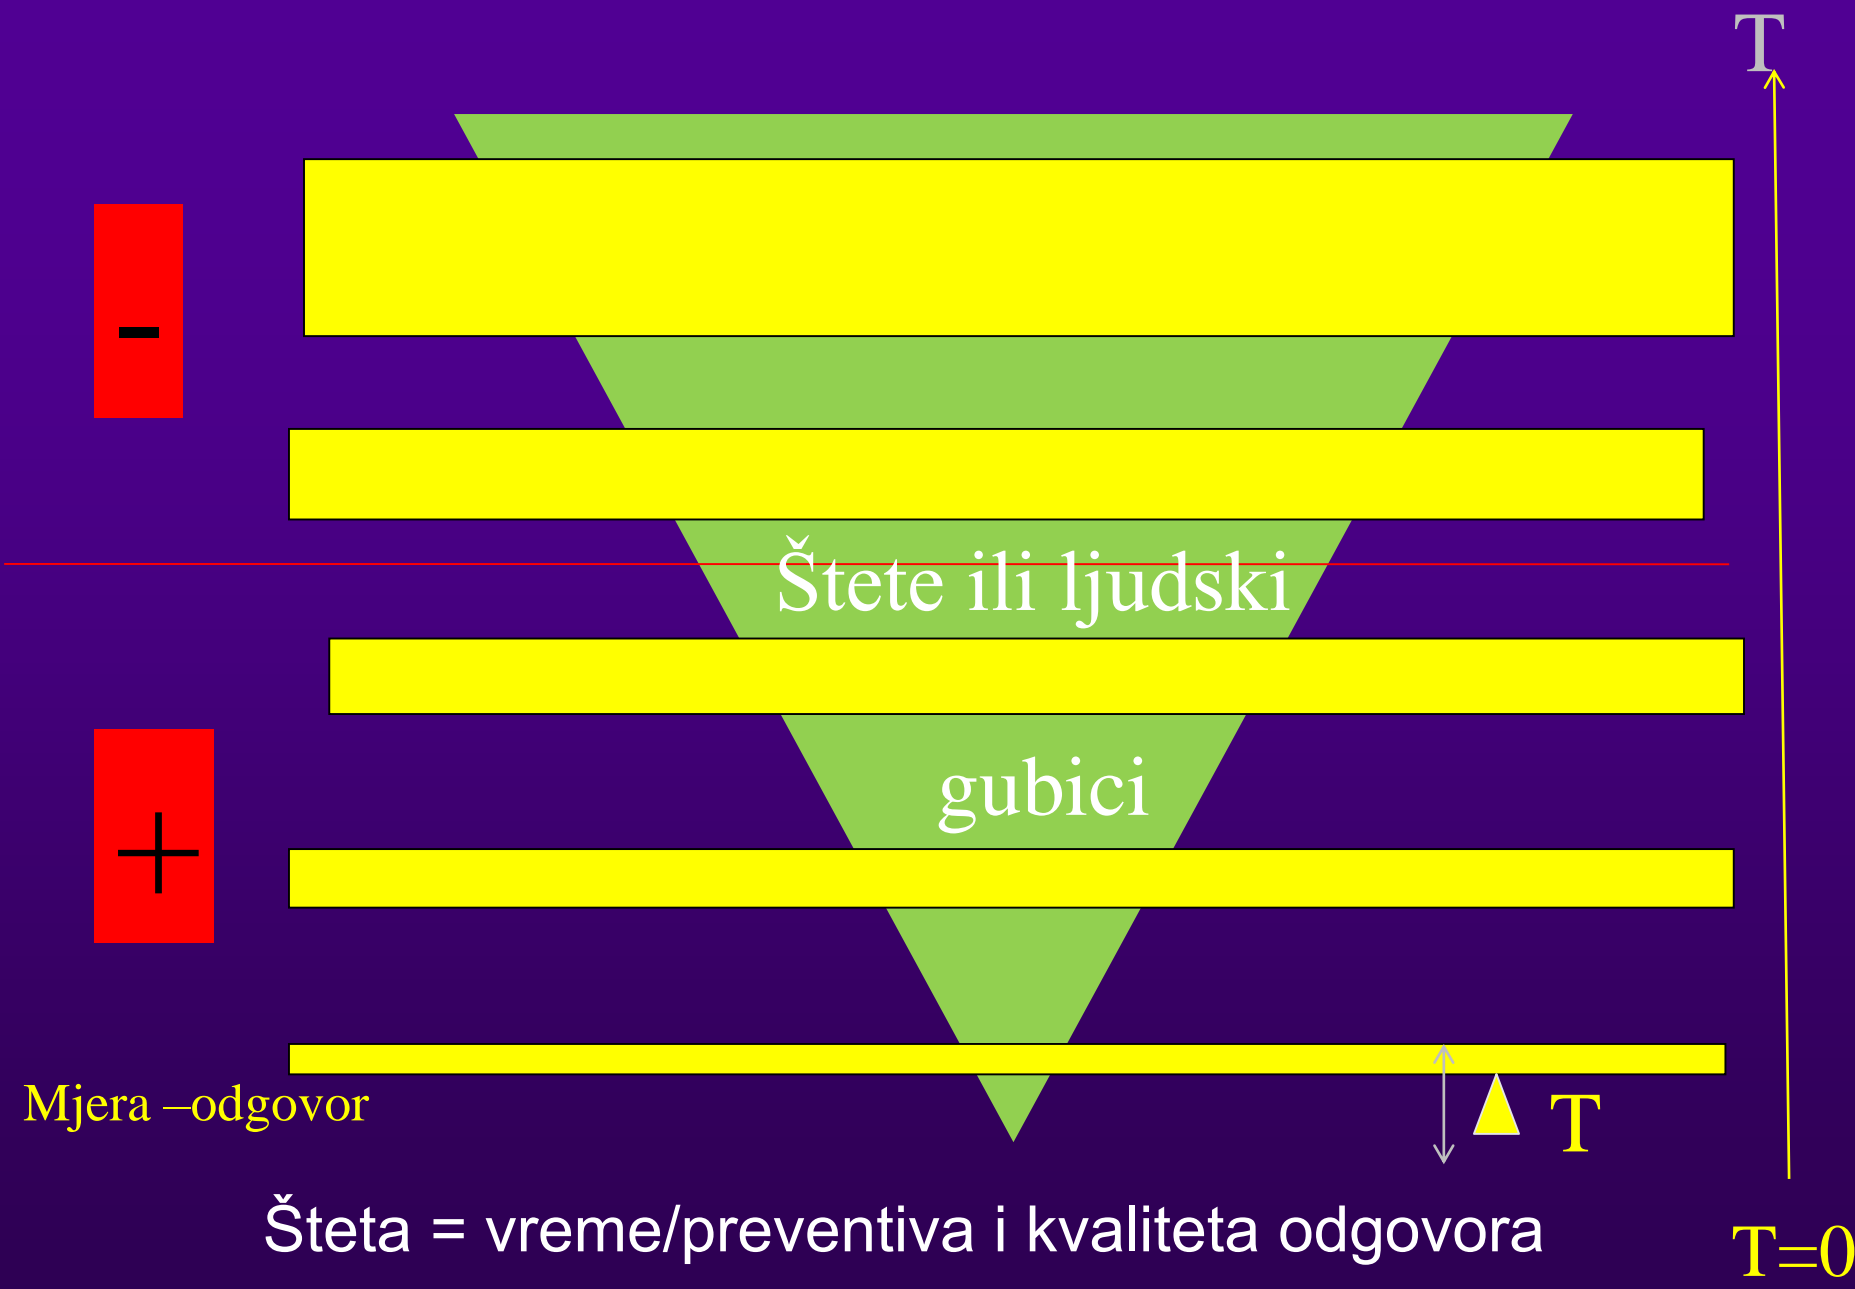 T
-
Štete ili ljudski
gubici
+
Mjera –odgovor
T
Šteta = vreme/preventiva i kvaliteta odgovora
T=0